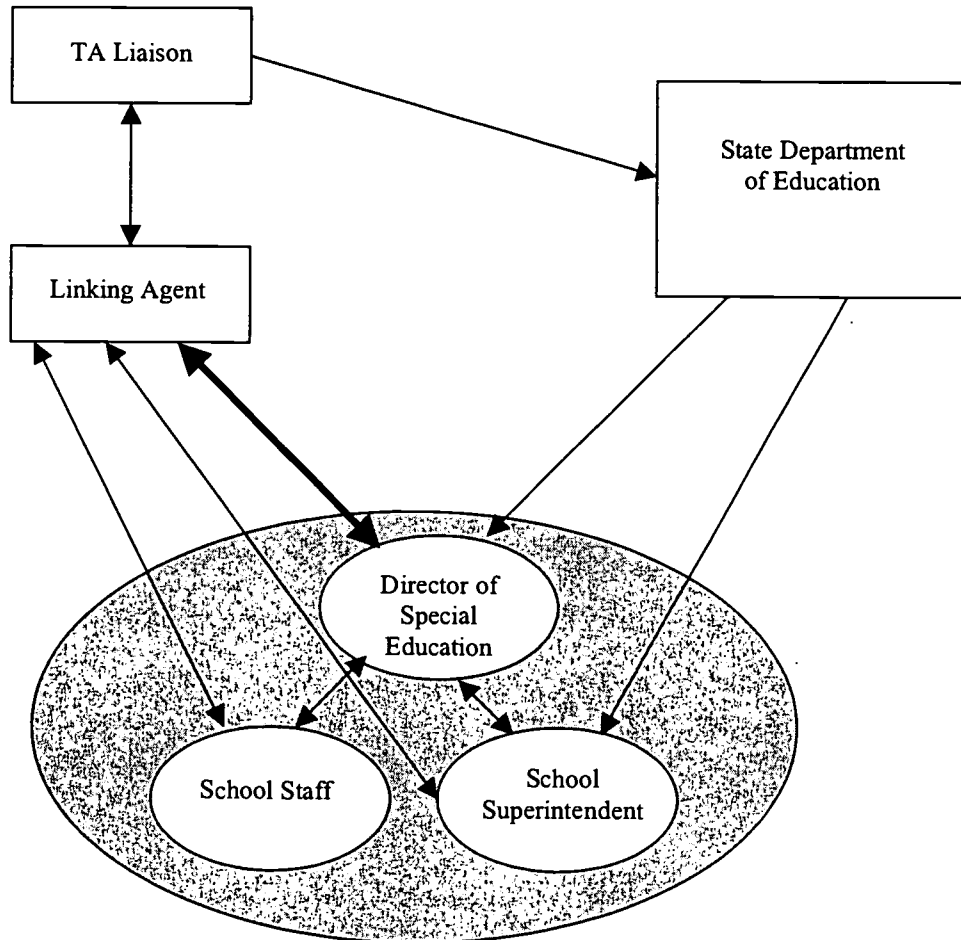 TA Liaison
State Department
of Education
Linking Agent
Director of
Special
Education
School Staff
School
Superintendent